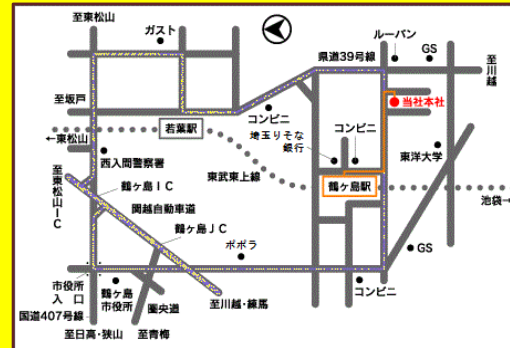 至東松山
ガスト
ルーバン
GS
県道39号線
至川越
至坂戸
コンビニ
当社本社
若葉駅
埼玉りそな
銀行
コンビニ
←東松山
西入間警察署
東洋大学
至東松山IC
東武東上線
鶴ヶ島駅
鶴ヶ島IC
池袋→
関越自動車道
鶴ヶ島JC
ポポラ
GS
市役所
入口
鶴ヶ島
市役所
圏央道
コンビニ
国道407号線
至川越・練馬
至日高・狭山
至青梅